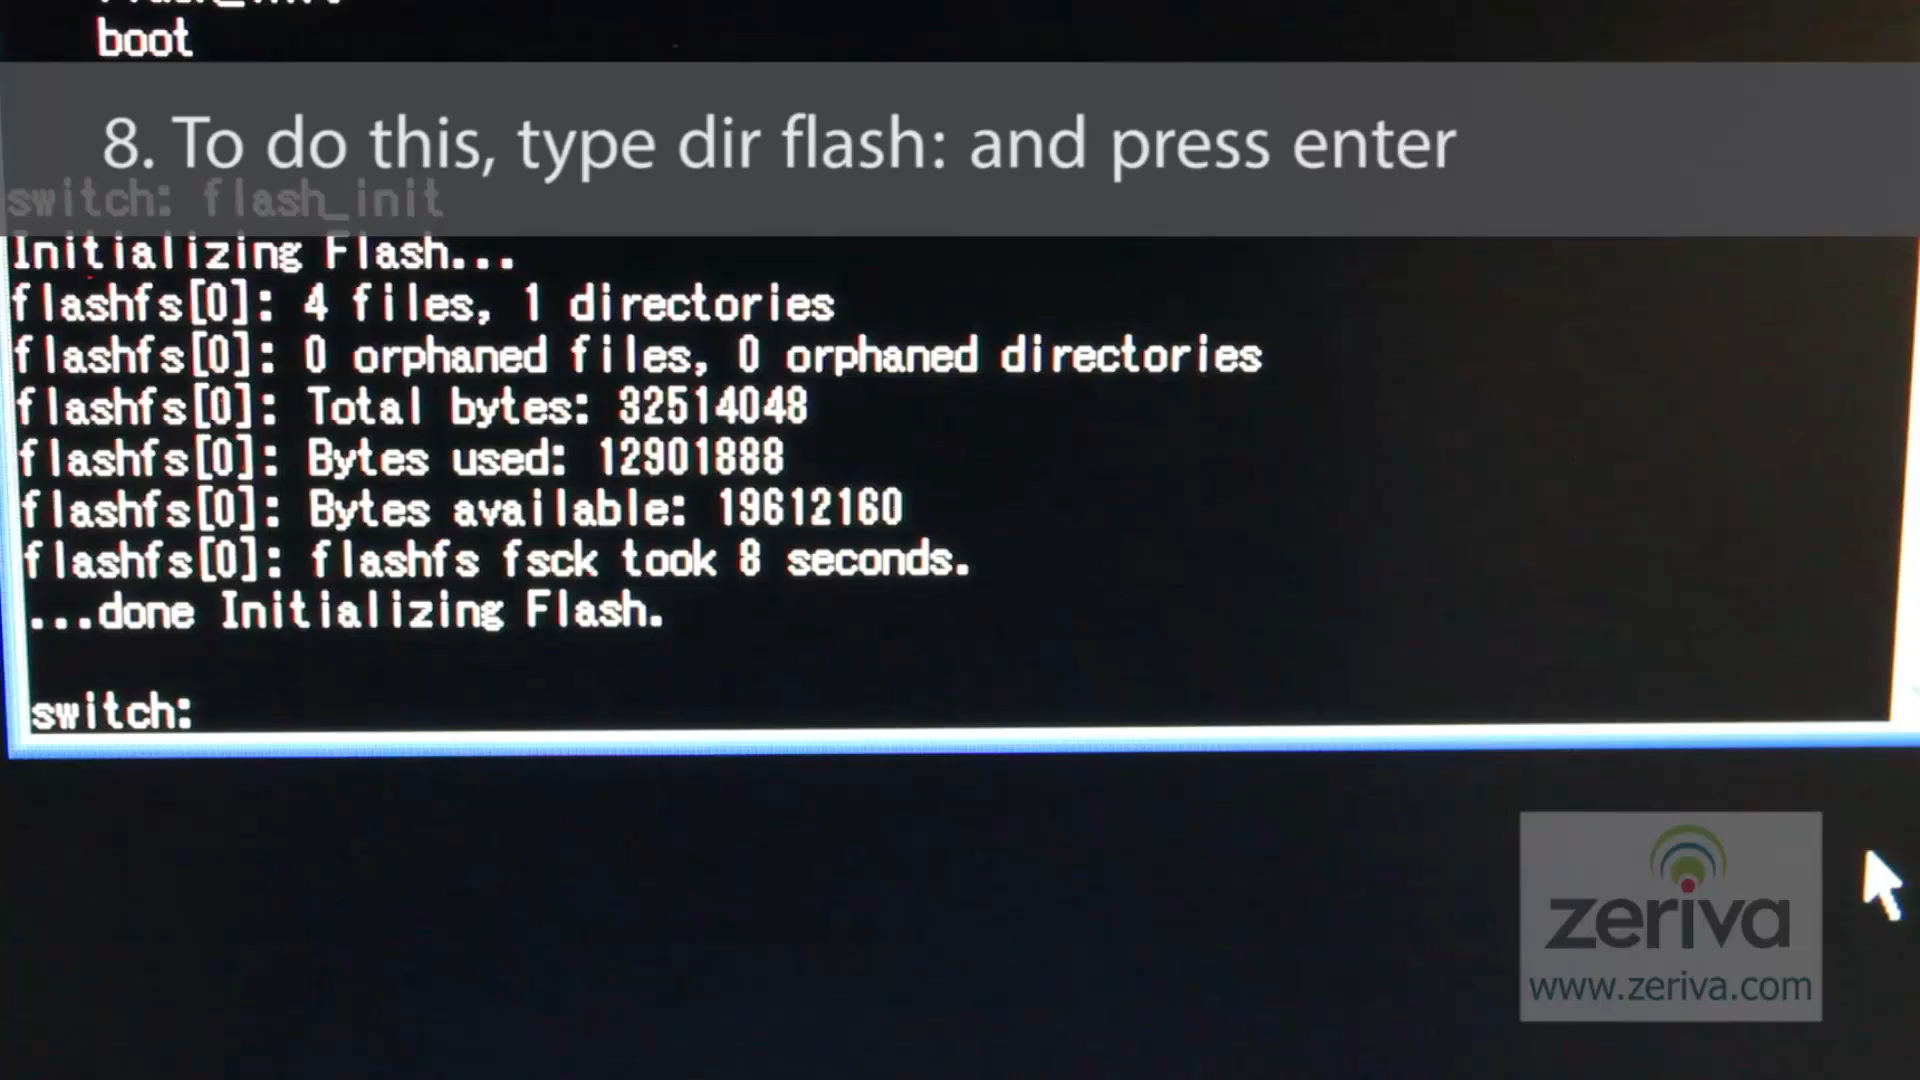 boot
8. To do this, type dir flash: and press enter
switch: flash_init
Initializing Flash...
flashfs[0]: 4 files, 1 directories
flashfs[0]: 0 orphaned files, 0 orphaned directories
flashfs[0]: Total bytes: 32514048
flashfs[0]: Bytes used: 12901888
flashfs[0]: Bytes available: 19612160
flashfs[0]: flashfs fsck took 8 seconds.
...done Initializing Flash.
switch:
zeriva
www.zeriva.com